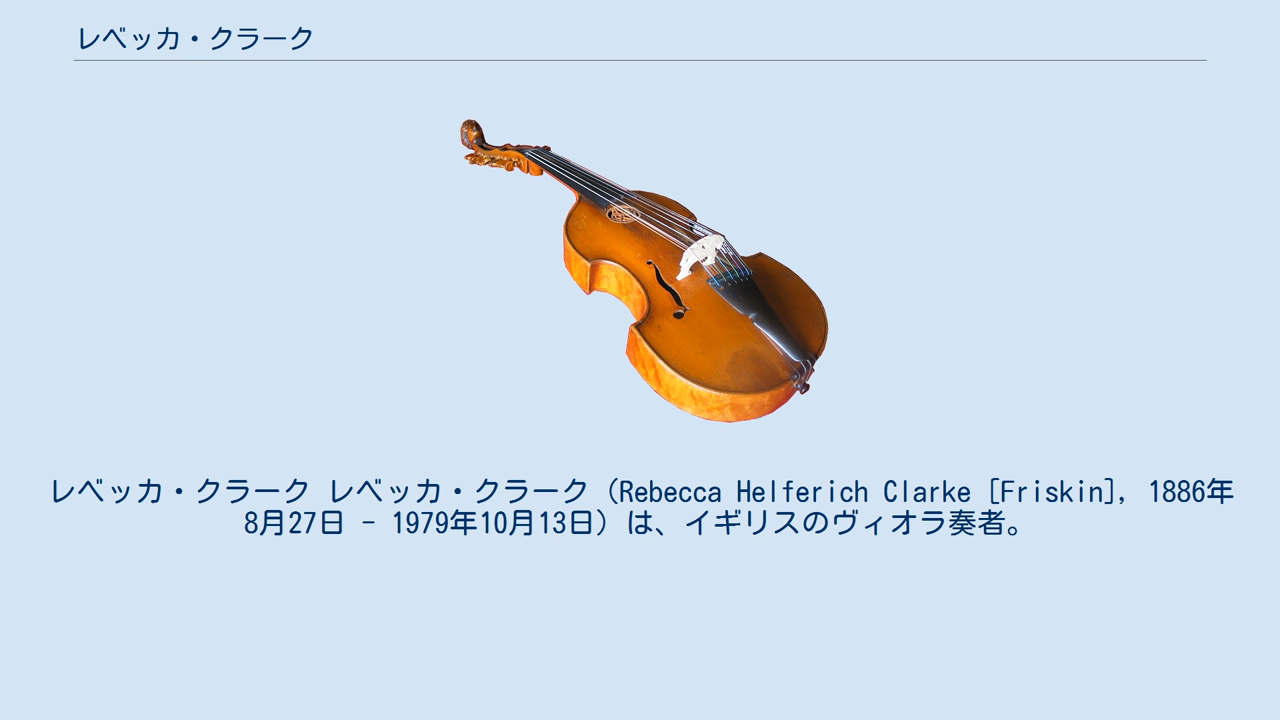 レベッカ・クラーク
レベッカ・クラーク レベッカ・クラーク（Rebecca Helferich Clarke [Friskin], 1886年
8月27日 - 1979年10月13日）は、イギリスのヴィオラ奏者。